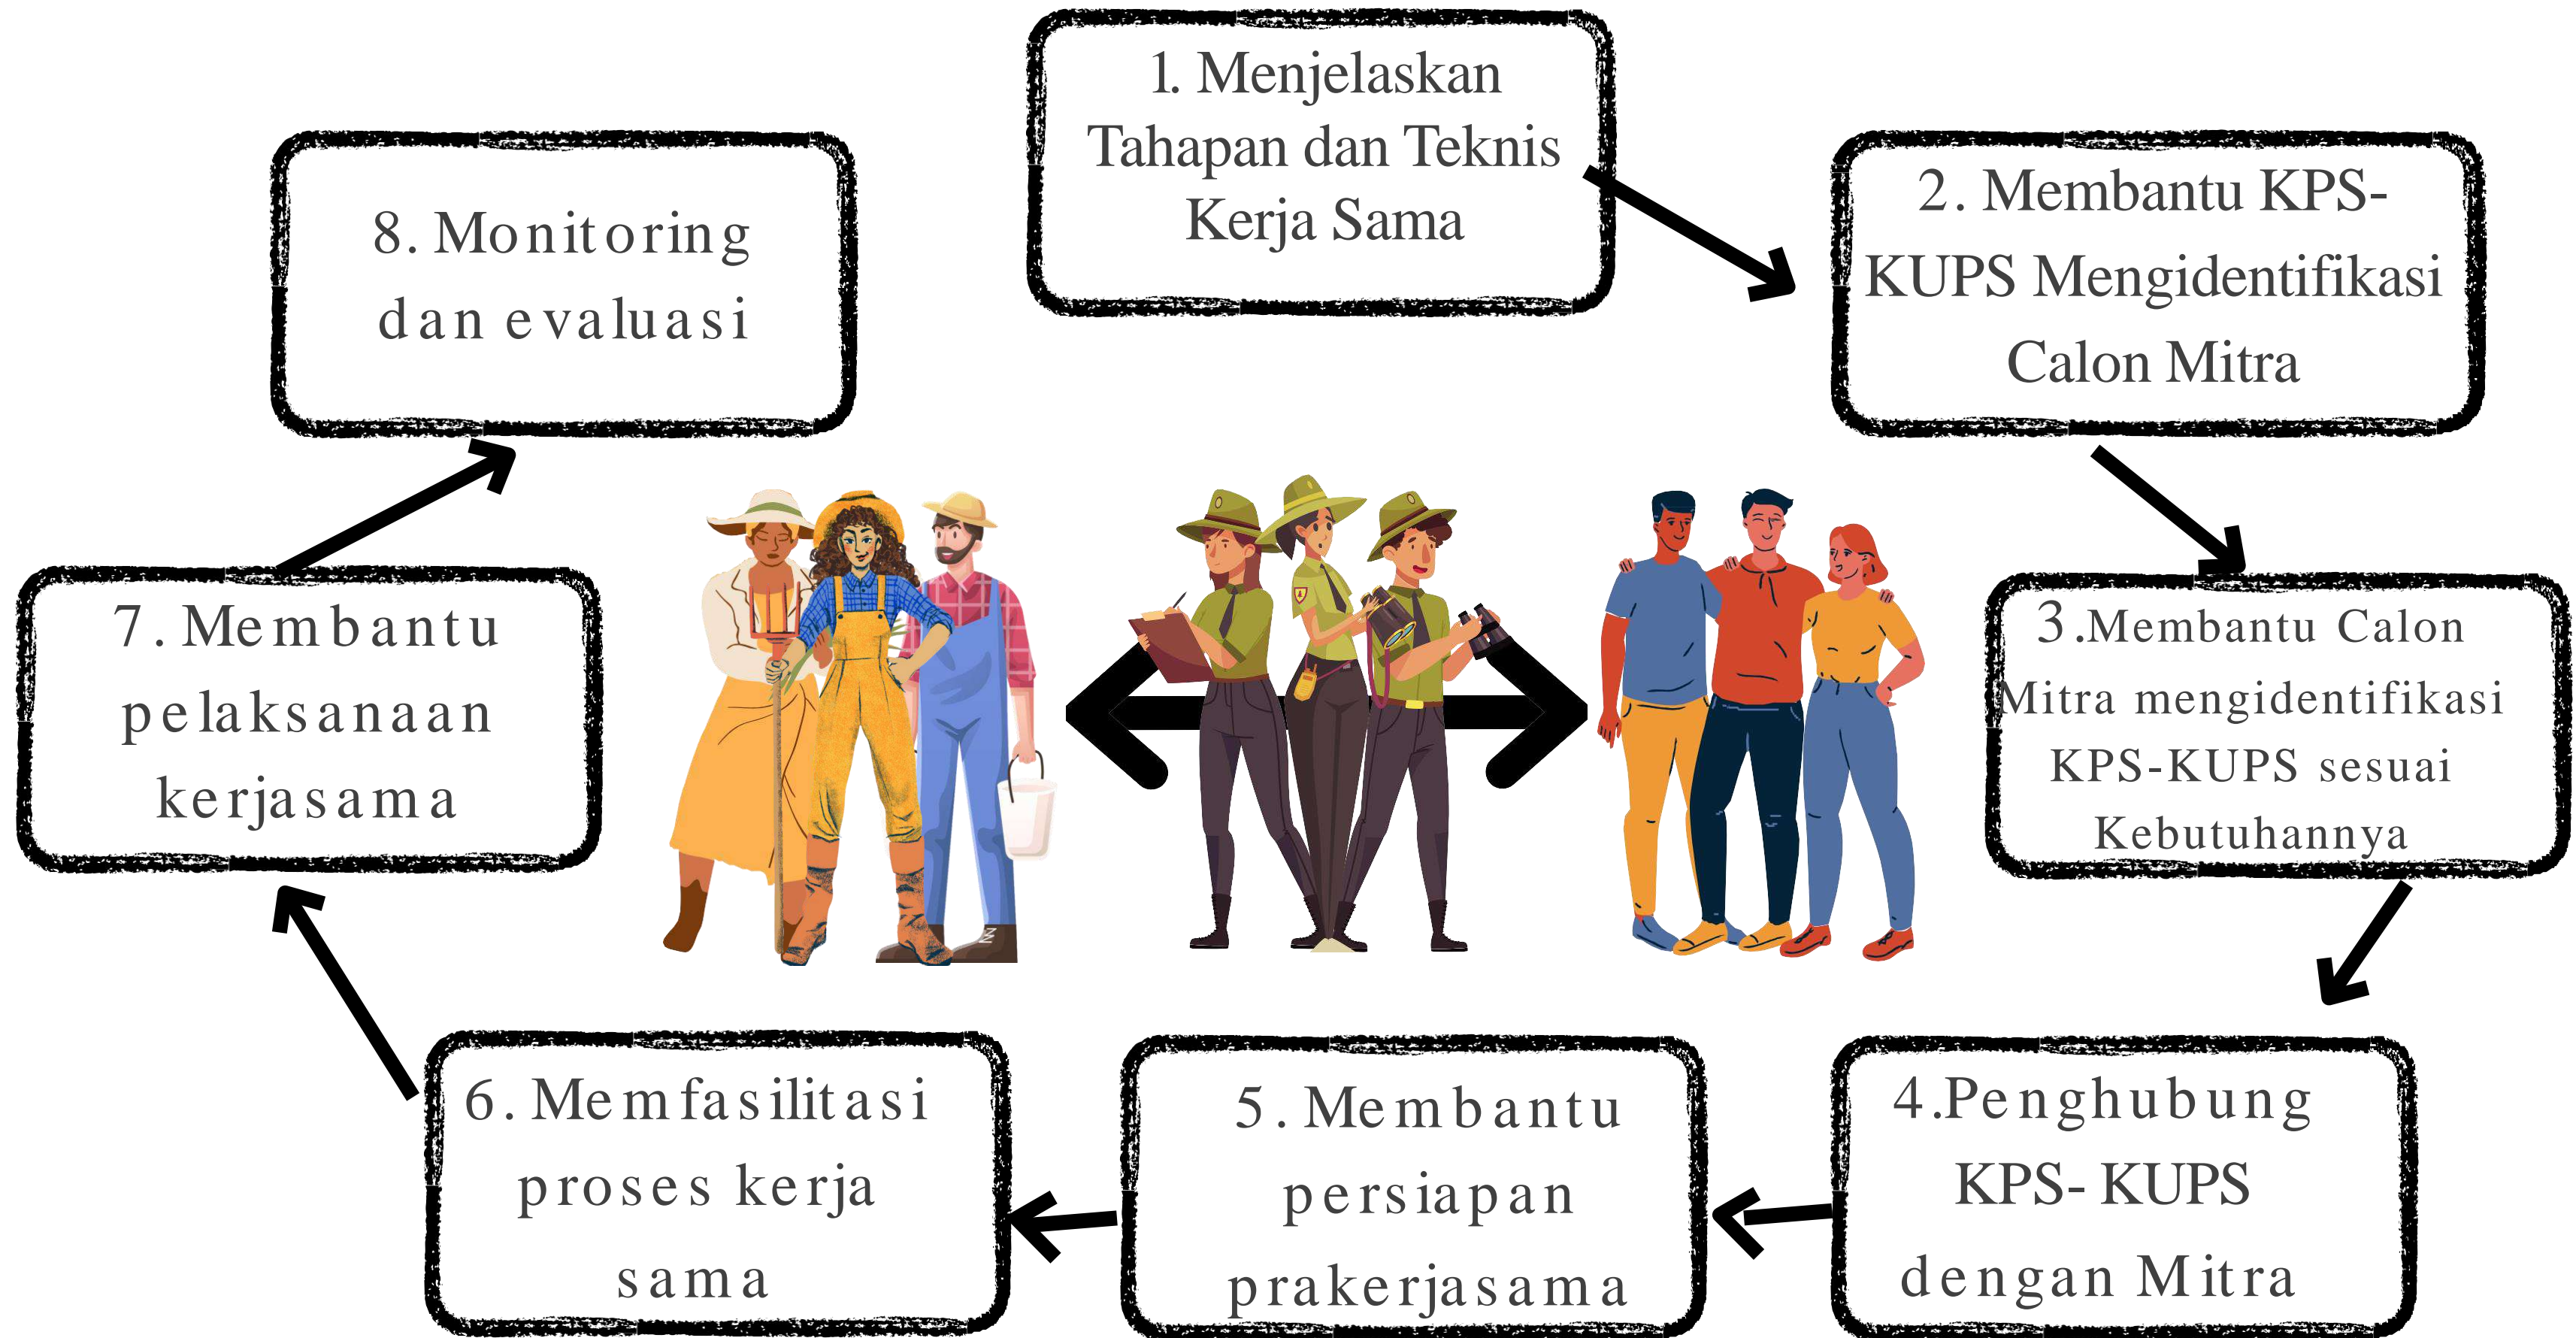 1. Menjelaskan
Tahapan dan Teknis
Kerja Sama
2. Membantu KPS-
KUPS Mengidentifikasi
Calon Mitra
3.Membantu Calon
Mitra mengidentifikasi
KPS-KUPS sesuai
Kebutuhannya
4.Penghubung
KPS- KUPS
dengan Mitra
5. Membantu
persiapan
prakerjasama
6. Memfasilitasi
proses kerja
sama
7. Membantu
pelaksanaan
kerjasama
8. Monitoring
dan evaluasi